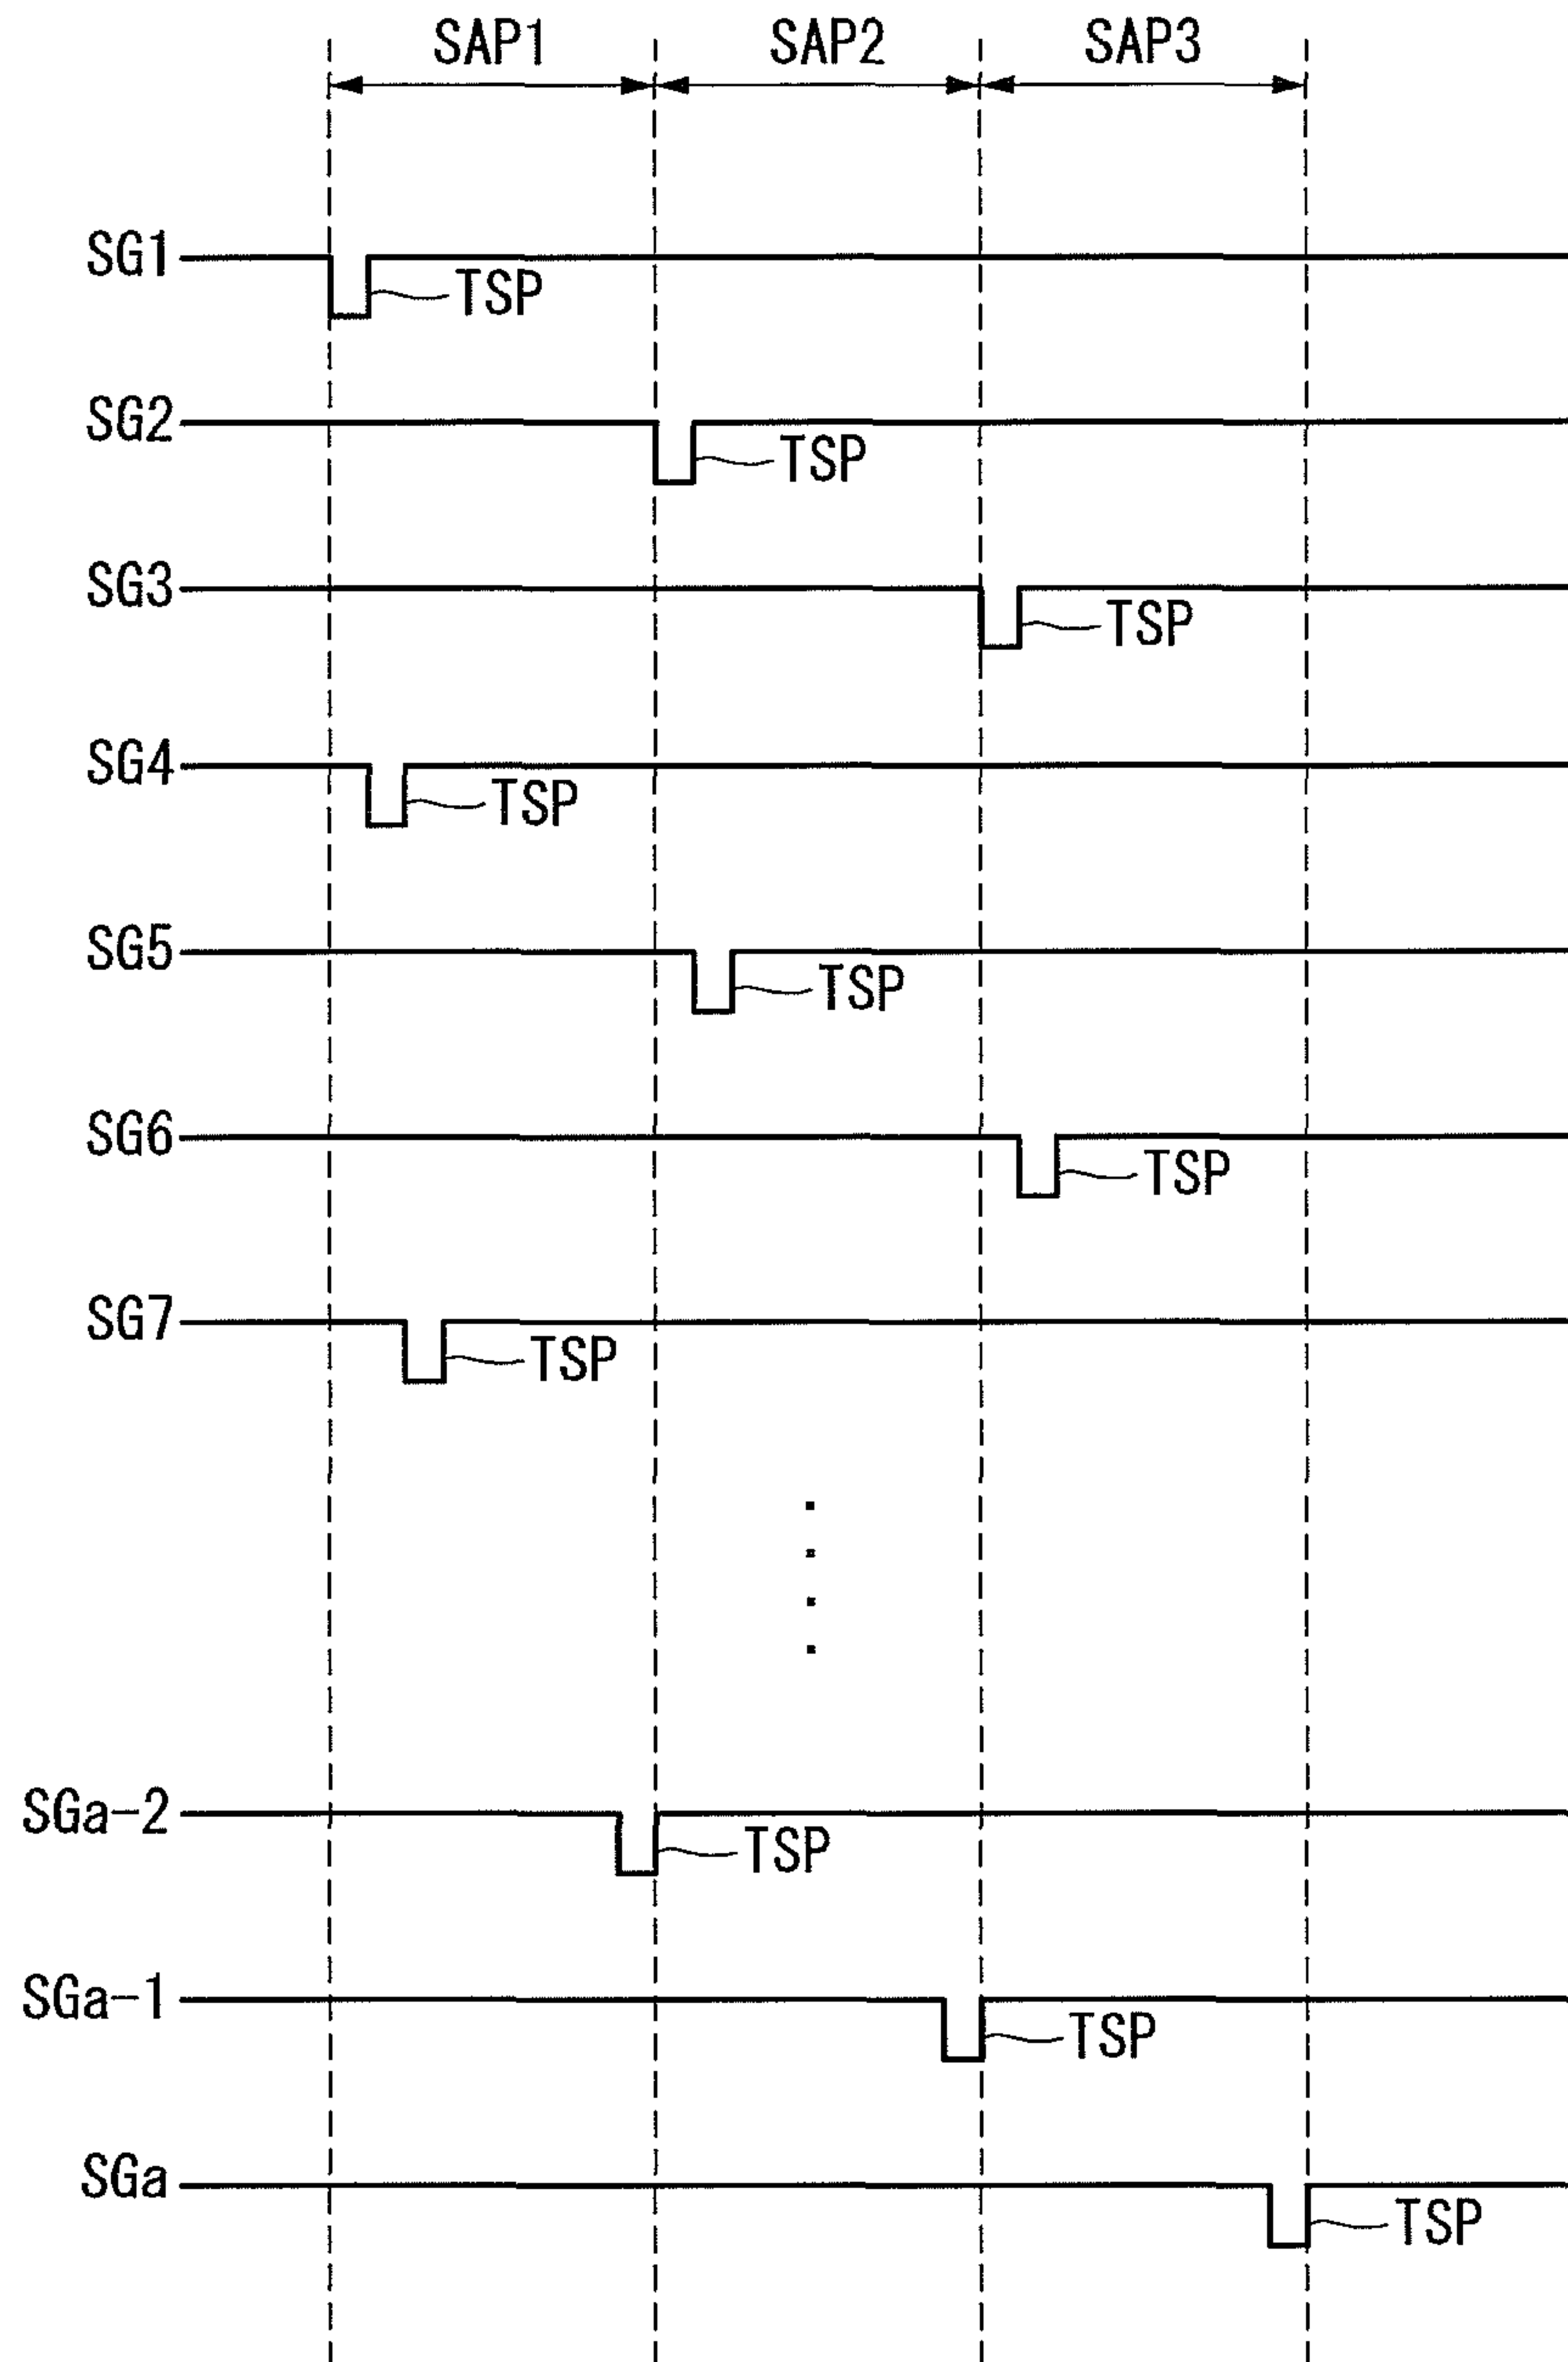 SAP1 SAP2 SAP3
SG1 TSP
SG2 TSP
SG3 TSP
SG4 TSP
SG5 TSP
SG6 TSP
SG7 TSP
SGa-2 TSP
SGa-1 TSP
SGa TSP